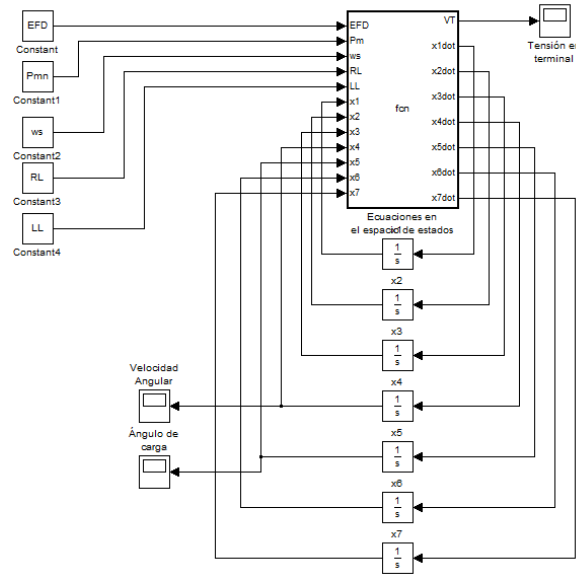 EFD
Constant
Pmn
Constant1
ws
Constant2
RL
Constant3
LL
Constant4
EFD
Pm
ws
RL
LL
x1
x2
x3
x4
x5
x6
x7
fcn
VT
x1dot
x2dot
x3dot
x4dot
x5dot
x6dot
x7dot
Tensión en
terminal
Ecuaciones en
el espacio de estados
1
s
x2
1
s
x3
1
s
x4
1
s
x5
1
s
x6
1
s
x7
1
s
Velocidad
Angular
Ángulo de
carga